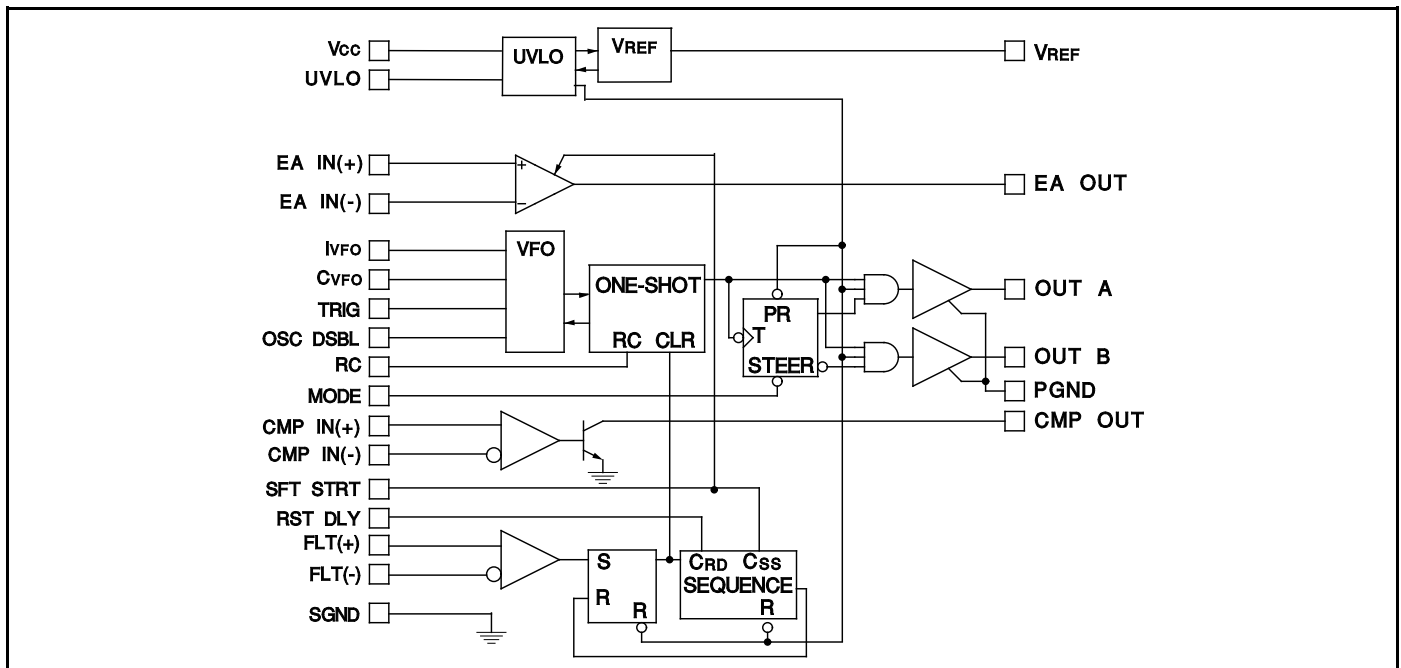 Vcc
UVLO
UVLO
VREF
VREF
EA IN(+)
EA IN(-)
+
−
EA OUT
IVFO
CVFO
TRIG
OSC DSBL
RC
MODE
VFO
ONE-SHOT
RC CLR
PR
T
STEER
OUT A
OUT B
PGND
CMP OUT
CMP IN(+)
CMP IN(-)
SFT STRT
RST DLY
FLT(+)
FLT(-)
SGND
S
R
R
CRD CSS
SEQUENCE
R